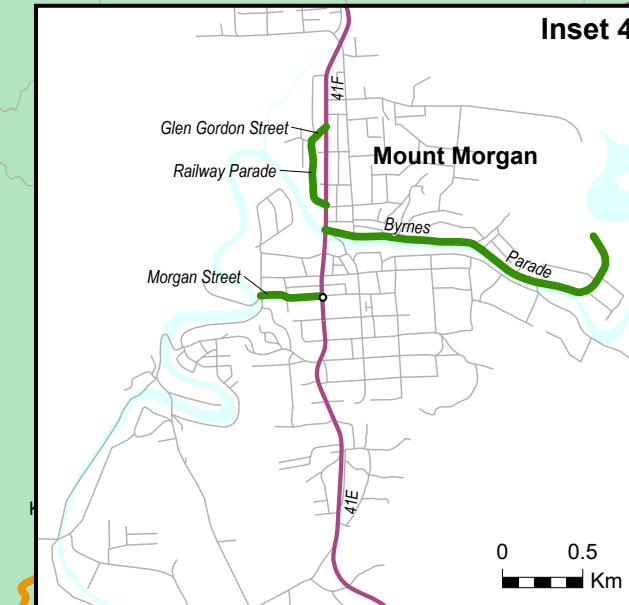 Inset 4
41F
Glen Gordon Street
Mount Morgan
Railway Parade
Byrnes
Parade
Morgan Street
41E
0 0.5
Km